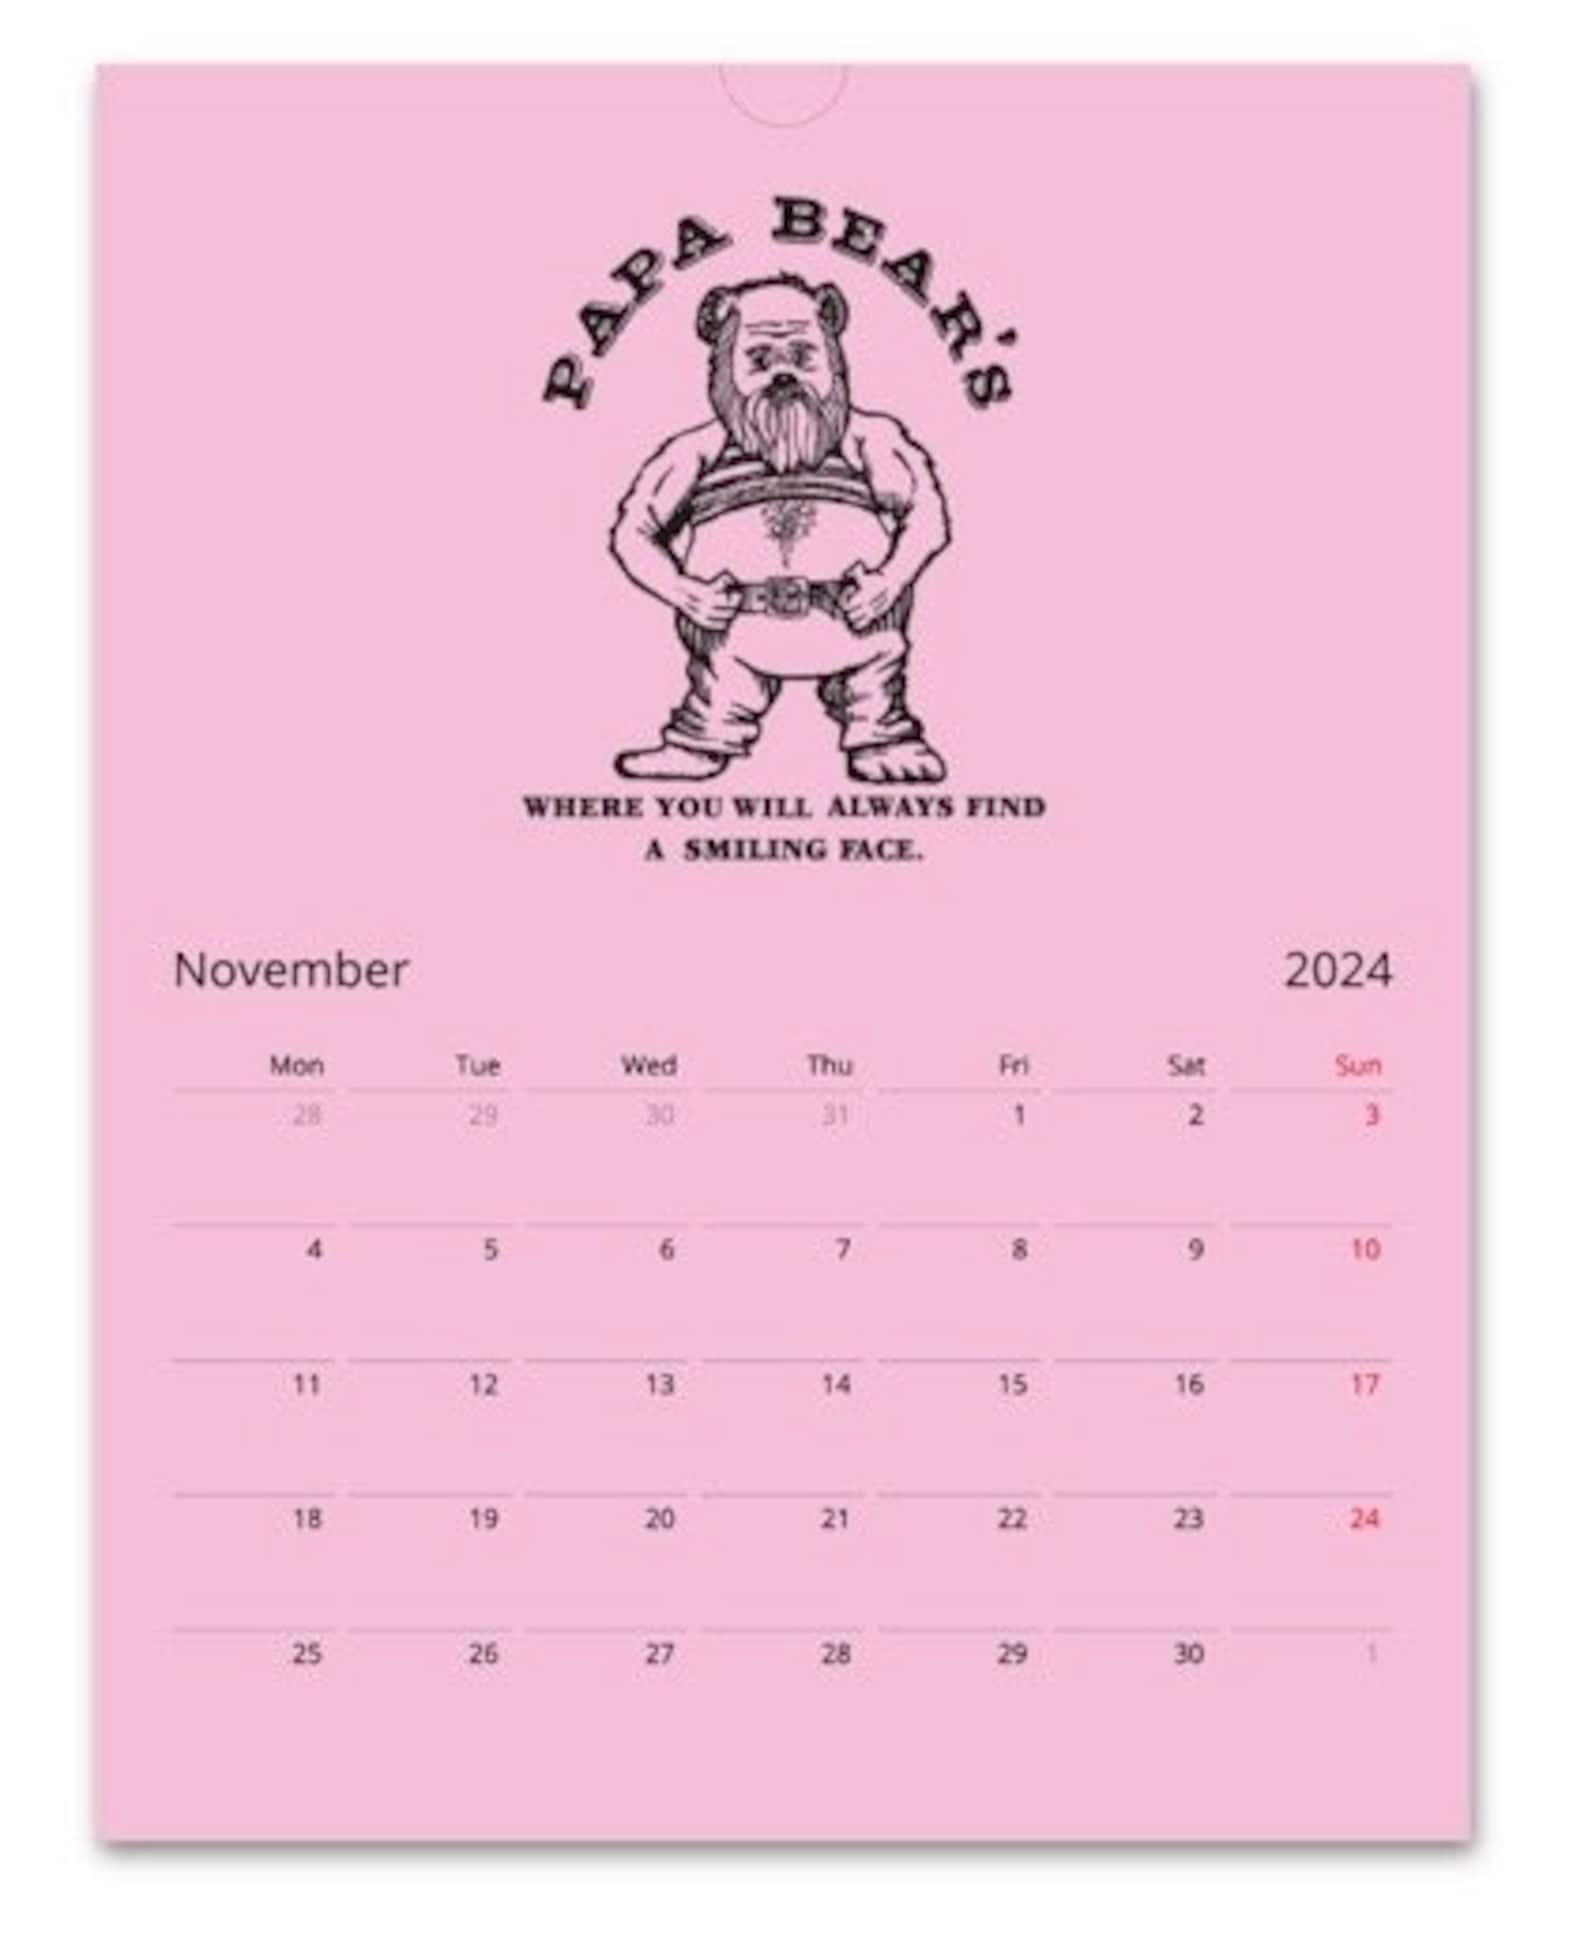 PAPA BEAR'S
WHERE YOU WILL ALWAYS FIND
A SMILING FACE.
November 2024
Mon Tue Wed Thu Fri Sat Sun
28 29 30 31 1 2 3
4 5 6 7 8 9 10
11 12 13 14 15 16 17
18 19 20 21 22 23 24
25 26 27 28 29 30 1